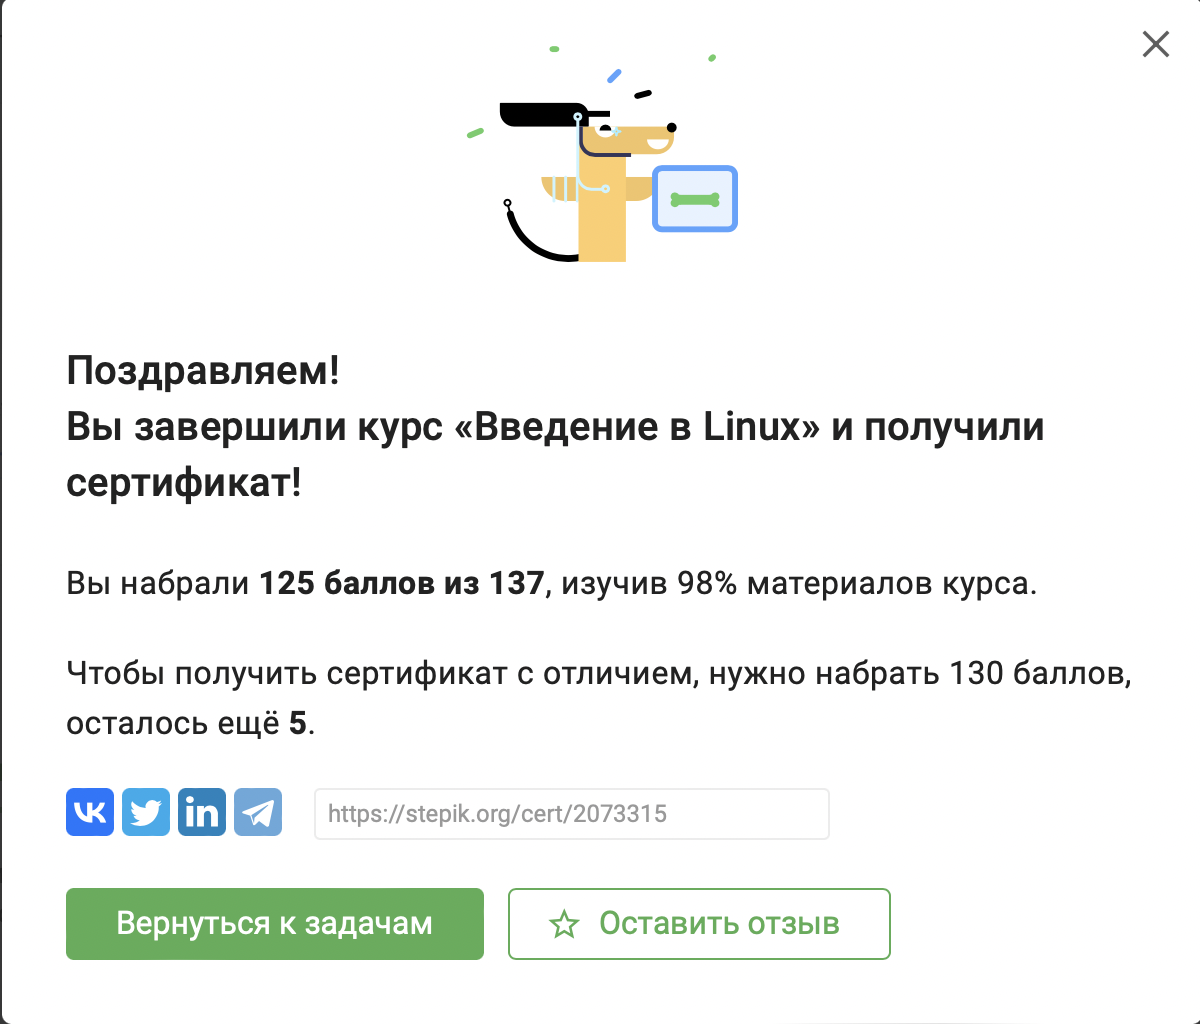 Поздравляем!
Вы завершили курс «Введение в Linux» и получили
сертификат!
Вы набрали 125 баллов из 137, изучив 98% материалов курса.
Чтобы получить сертификат с отличием, нужно набрать 130 баллов,
осталось ещё 5.
https://stepik.org/cert/2073315
Вернуться к задачам
Оставить отзыв